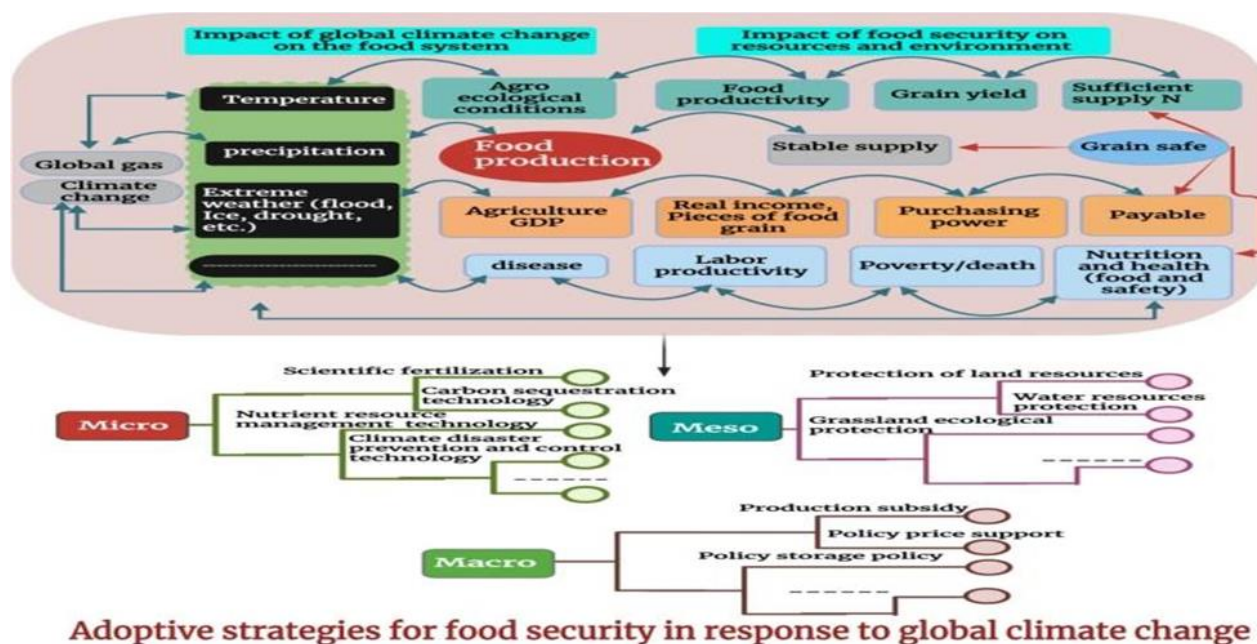 Impact of global climate change
on the food system
Impact of food security on
resources and environment
Temperature
Agro
ecological
conditions
Food
productivity
Grain yield
Sufficient
supply N
Global gas
precipitation
Food
production
Stable supply
Grain safe
Climate
change
Extreme
weather (flood,
Ice, drought,
etc.)
Agriculture
GDP
Real income,
Pieces of food
grain
Purchasing
power
Payable
disease
Labor
productivity
Poverty/death
Nutrition
and health
(food and
safety)
Micro
Scientific fertilization
Carbon sequestration
technology
Nutrient resource
management technology
Climate disaster
prevention and control
technology
Meso
Protection of land resources
Water resources
protection
Grassland ecological
protection
Macro
Production subsidy
Policy price support
Policy storage policy
Adoptive strategies for food security in response to global climate change